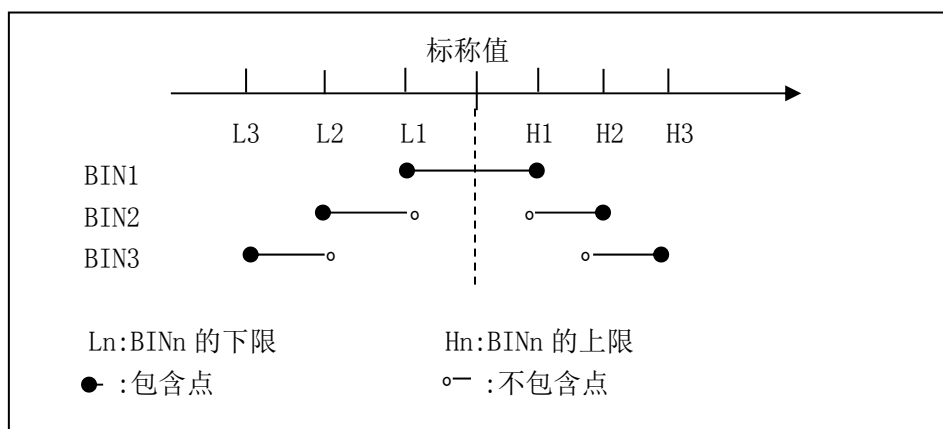 标称值
L3 L2 L1 H1 H2 H3
BIN1
BIN2
BIN3
Ln:BINn 的下限 Hn:BINn 的上限
:包含点 :不包含点